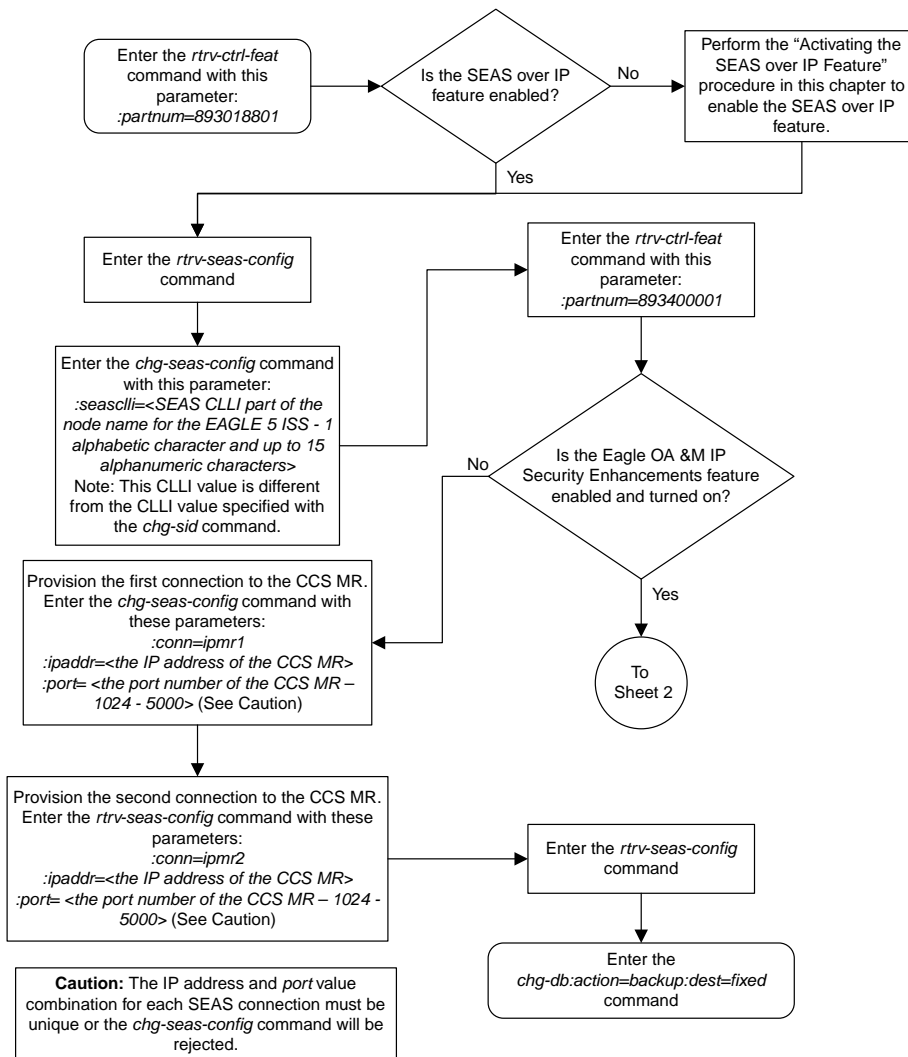 Enter the rtrv-ctrl-feat
command with this
parameter:
:partnum=893018801
Is the SEAS over IP
feature enabled?
No
Perform the “Activating the
SEAS over IP Feature”
procedure in this chapter to
enable the SEAS over IP
feature.
Yes
Enter the rtrv-seas-config
command
Enter the rtrv-ctrl-feat
command with this
parameter:
:partnum=893400001
Enter the chg-seas-config command
with this parameter:
:seasclli=<SEAS CLLI part of the
node name for the EAGLE 5 ISS - 1
alphabetic character and up to 15
alphanumeric characters>
Note: This CLLI value is different
from the CLLI value specified with
the chg-sid command.
Is the Eagle OA &M IP
Security Enhancements feature
enabled and turned on?
No
Yes
To
Sheet 2
Provision the first connection to the CCS MR.
Enter the chg-seas-config command with
these parameters:
:conn=ipmr1
:ipaddr=<the IP address of the CCS MR>
:port= <the port number of the CCS MR –
1024 - 5000> (See Caution)
Provision the second connection to the CCS MR.
Enter the rtrv-seas-config command with these
parameters:
:conn=ipmr2
:ipaddr=<the IP address of the CCS MR>
:port= <the port number of the CCS MR – 1024 -
5000> (See Caution)
Enter the rtrv-seas-config
command
Enter the
chg-db:action=backup:dest=fixed
command
Caution: The IP address and port value
combination for each SEAS connection must be
unique or the chg-seas-config command will be
rejected.